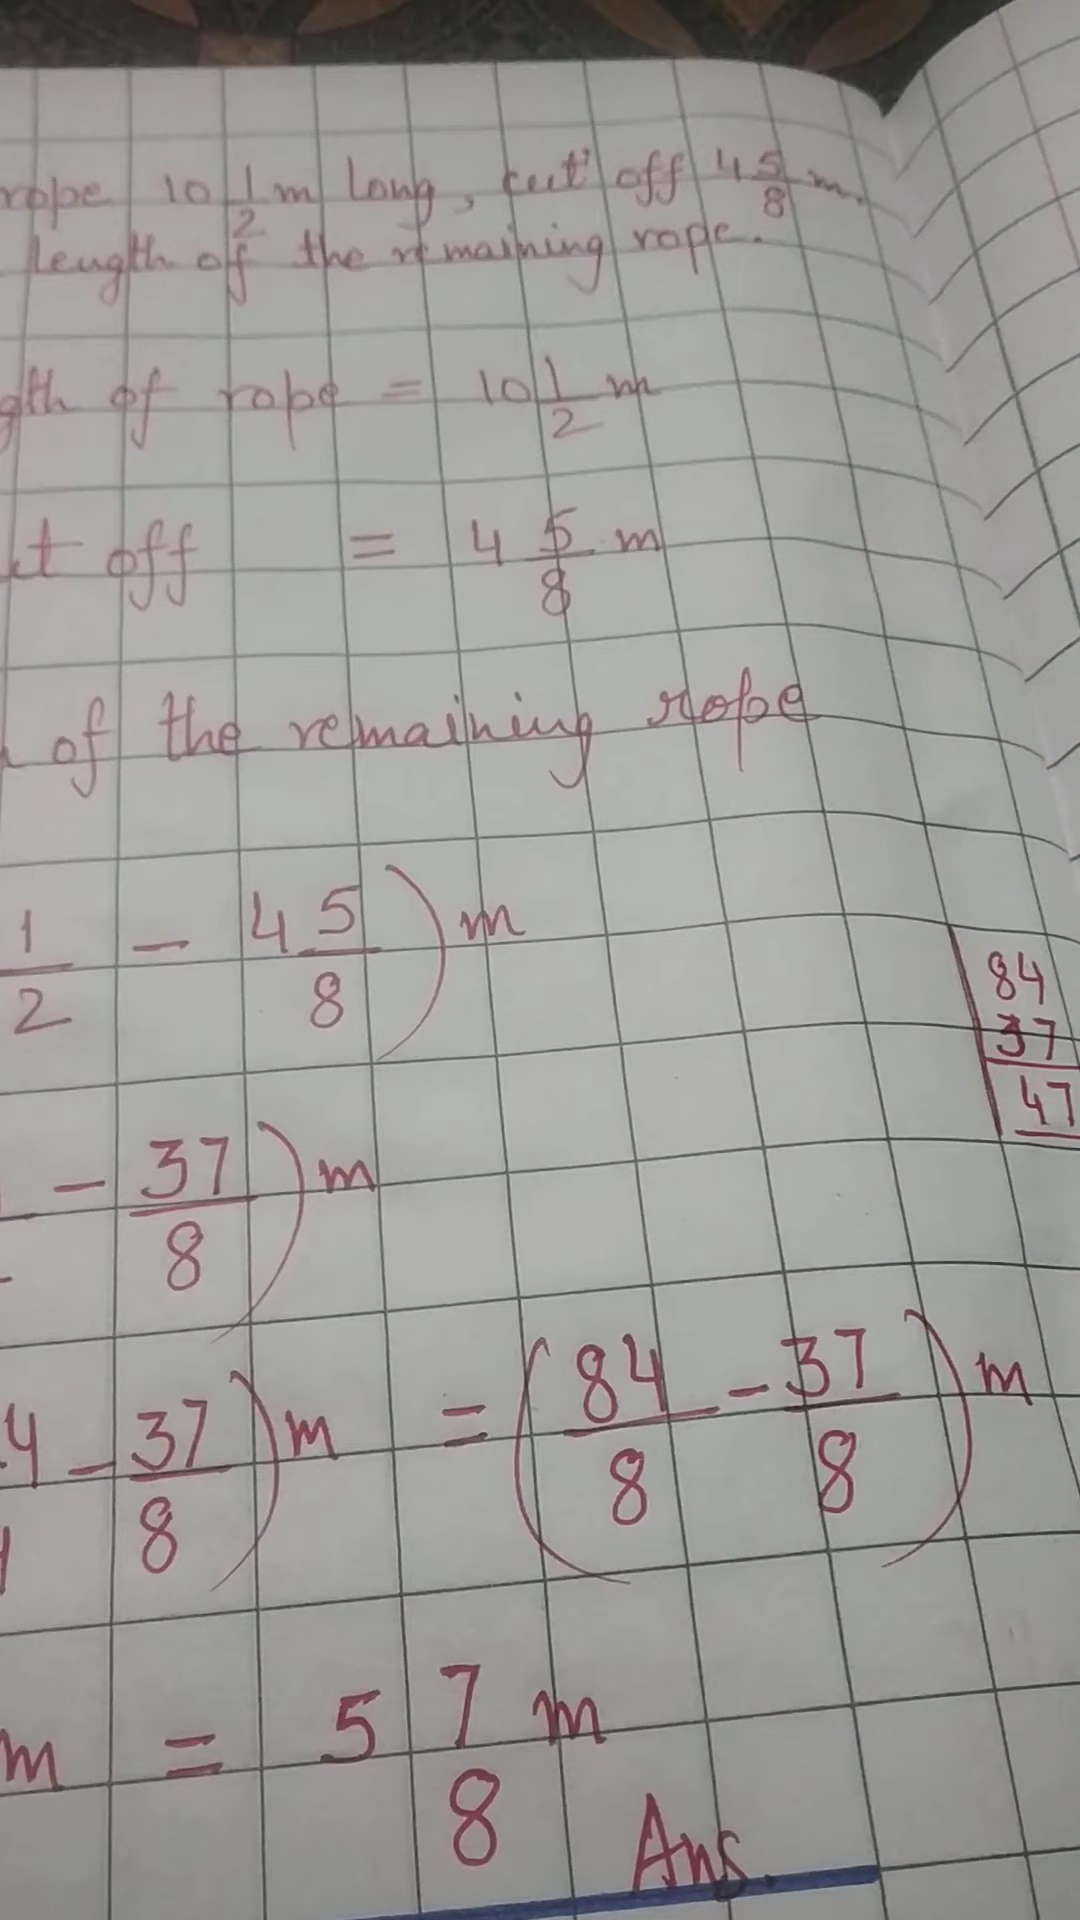 rope 10 1/2 m long, cut off 4 5/8 m.
length of the remaining rope.
gth of rope = 10 1/2 m
t off = 4 5/8 m
of the remaining rope
1/2 - 4 5/8 ) m
84
37
47
- 37/8 ) m
4 - 37/8 ) m = ( 84/8 - 37/8 ) m
m = 5 7/8 m
Ans.